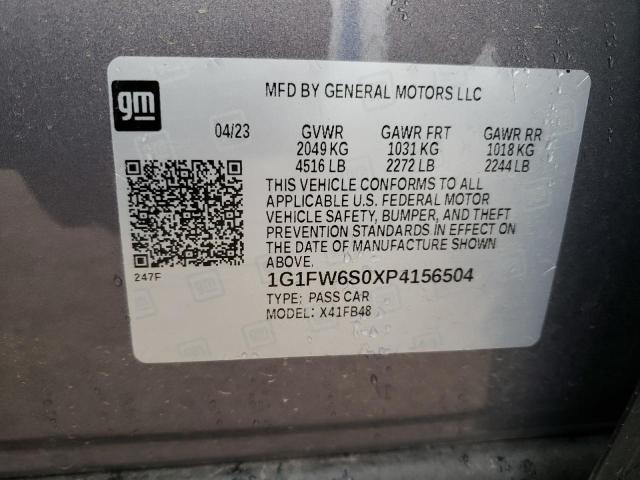 gm
MFD BY GENERAL MOTORS LLC
04/23 GVWR GAWR FRT GAWR RR
2049 KG 1031 KG 1018 KG
4516 LB 2272 LB 2244 LB
THIS VEHICLE CONFORMS TO ALL
APPLICABLE U.S. FEDERAL MOTOR
VEHICLE SAFETY, BUMPER, AND THEFT
PREVENTION STANDARDS IN EFFECT ON
THE DATE OF MANUFACTURE SHOWN
ABOVE.
247F
1G1FW6S0XP4156504
TYPE: PASS CAR
MODEL: X41FB48